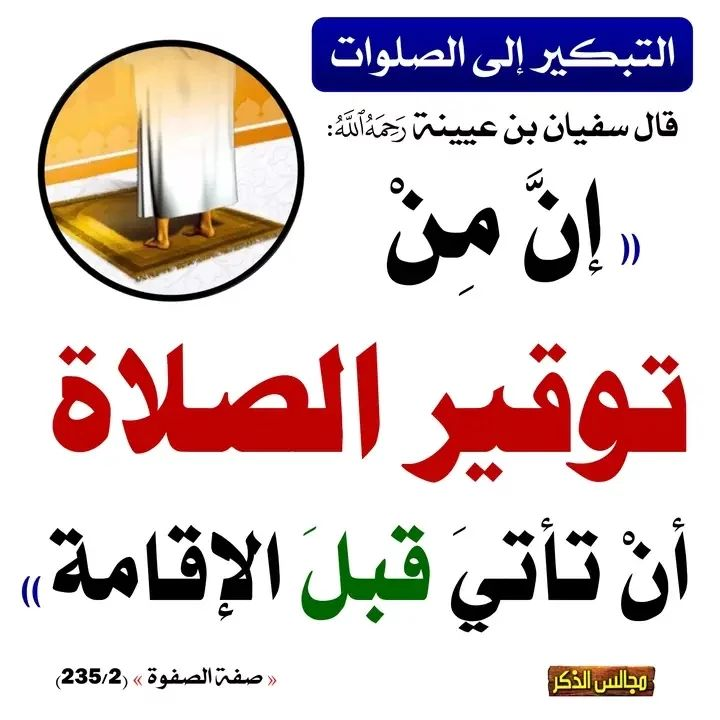 التبكير إلى الصلوات
قال سفيان بن عيينة رَحِمَهُ ٱللَّهُ:
(( إنَّ مِنْ
توقير الصلاة
أنْ تأتيَ قبلَ الإقامة ))
« صفة الصفوة » (235/2)
مجالس الذكر